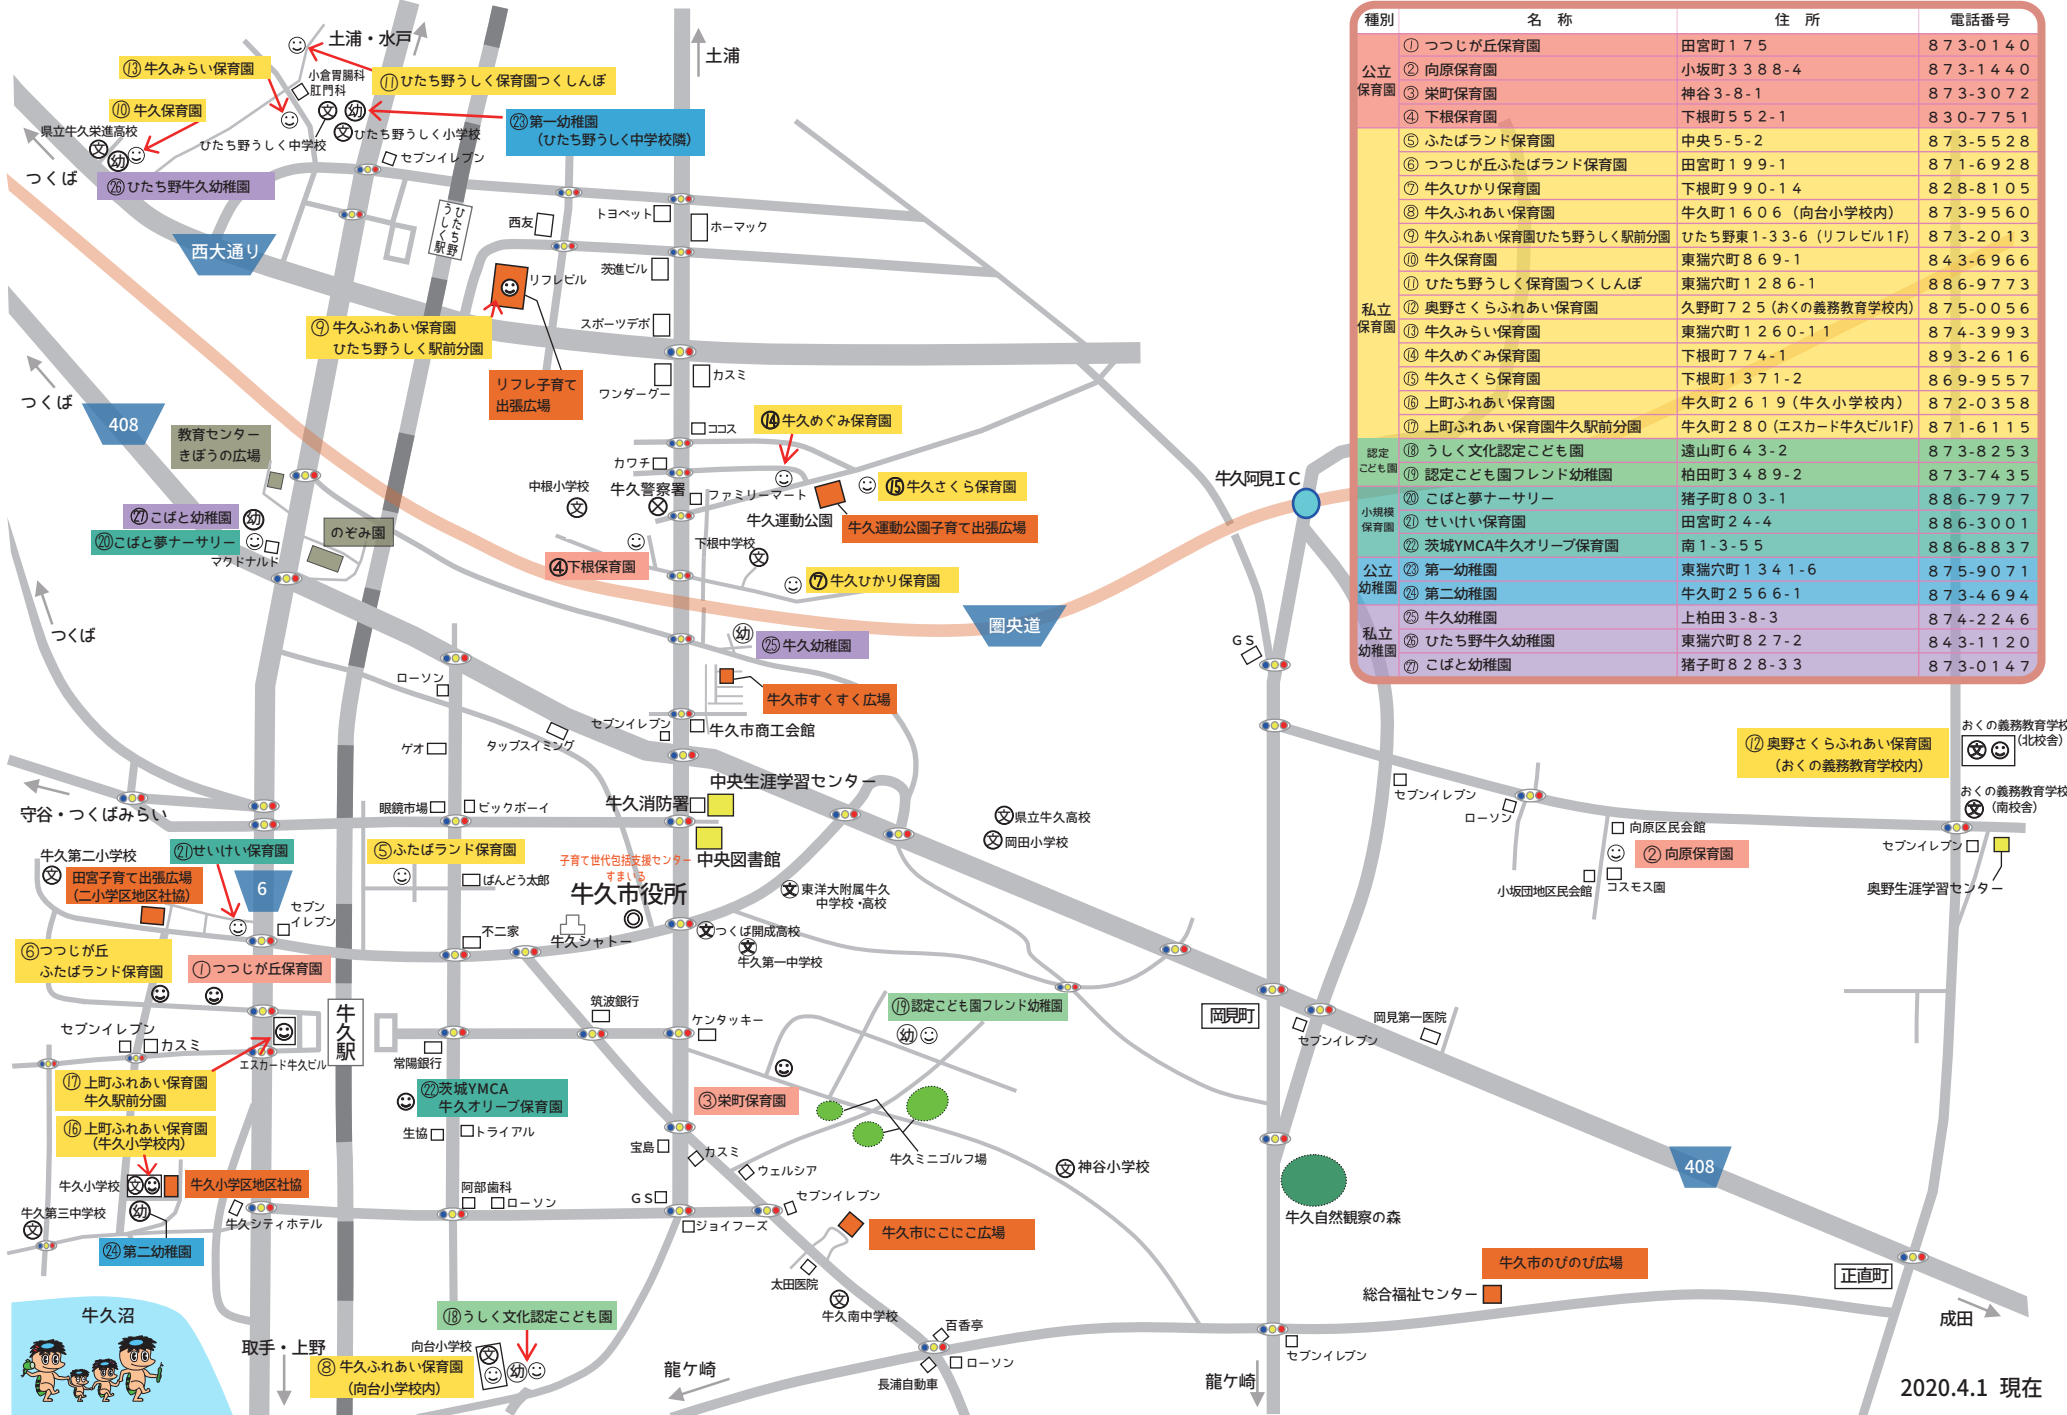 種別 名 称 住 所 電話番号
公立保育園
① つつじが丘保育園 田宮町175 873-0140
② 向原保育園 小坂町3388-4 873-1440
③ 栄町保育園 神谷3-8-1 873-3072
④ 下根保育園 下根町552-1 830-7751
私立保育園
⑤ ふたばランド保育園 中央5-5-2 873-5528
⑥ つつじが丘ふたばランド保育園 田宮町199-1 871-6928
⑦ 牛久ひかり保育園 下根町990-14 828-8105
⑧ 牛久ふれあい保育園 牛久町1606(向台小学校内) 873-9560
⑨ 牛久ふれあい保育園ひたち野うしく駅前分園 ひたち野東1-33-6(リフレビル1F) 873-2013
⑩ 牛久保育園 東猯穴町869-1 843-6966
⑪ ひたち野うしく保育園つくしんぼ 東猯穴町1286-1 886-9773
⑫ 奥野さくらふれあい保育園 久野町725(おくの義務教育学校内) 875-0056
⑬ 牛久みらい保育園 東猯穴町1260-11 874-3993
⑭ 牛久めぐみ保育園 下根町774-1 893-2616
⑮ 牛久さくら保育園 下根町1371-2 869-9557
⑯ 上町ふれあい保育園 牛久町2619(牛久小学校内) 872-0358
⑰ 上町ふれあい保育園牛久駅前分園 牛久町280(エスカード牛久ビル1F) 871-6115
認定こども園
⑱ うしく文化認定こども園 遠山町643-2 873-8253
⑲ 認定こども園フレンド幼稚園 柏田町3489-2 873-7435
小規模保育園
⑳ こばと夢ナーサリー 猪子町803-1 886-7977
㉑ せいけい保育園 田宮町24-4 886-3001
㉒ 茨城YMCA牛久オリーブ保育園 南1-3-55 886-8837
公立幼稚園
㉓ 第一幼稚園 東猯穴町1341-6 875-9071
㉔ 第二幼稚園 牛久町2566-1 873-4694
私立幼稚園
㉕ 牛久幼稚園 上柏田3-8-3 874-2246
㉖ ひたち野牛久幼稚園 東猯穴町827-2 843-1120
㉗ こばと幼稚園 猪子町828-33 873-0147
土浦・水戸
土浦
⑬牛久みらい保育園
小倉胃腸科
肛門科
⑪ひたち野うしく保育園つくしんぼ
⑩牛久保育園
県立牛久栄進高校
文
幼
文
幼
文
ひたち野うしく小学校
ひたち野うしく中学校
㉓第一幼稚園
(ひたち野うしく中学校隣)
セブンイレブン
つくば
㉖ひたち野牛久幼稚園
西大通り
ひたち野
うしく駅
西友
トヨペット
ホーマック
茨進ビル
リフレビル
スポーツデポ
⑨牛久ふれあい保育園
ひたち野うしく駅前分園
リフレ子育て
出張広場
ワンダーグー
カスミ
つくば
408
教育センター
きぼうの広場
ココス
⑭牛久めぐみ保育園
カワチ
牛久警察署
中根小学校
文
ファミリーマート
⑮牛久さくら保育園
牛久運動公園
牛久運動公園子育て出張広場
下根中学校
文
牛久阿見IC
㉗こばと幼稚園
幼
⑳こばと夢ナーサリー
マクドナルド
のぞみ園
④下根保育園
⑦牛久ひかり保育園
圏央道
つくば
幼
㉕牛久幼稚園
GS
ローソン
牛久市すくすく広場
セブンイレブン
牛久市商工会館
ゲオ
タップスイミング
中央生涯学習センター
牛久消防署
中央図書館
守谷・つくばみらい
眼鏡市場
ビックボーイ
文
県立牛久高校
文
岡田小学校
セブンイレブン
ローソン
⑫奥野さくらふれあい保育園
(おくの義務教育学校内)
おくの義務教育学校
(北校舎)
文
おくの義務教育学校
(南校舎)
文
セブンイレブン
奥野生涯学習センター
向原区民会館
②向原保育園
コスモス園
小坂団地区民会館
牛久第二小学校
文
㉑せいけい保育園
田宮子育て出張広場
(二小学区地区社協)
6
セブン
イレブン
⑤ふたばランド保育園
ばんどう太郎
子育て世代包括支援センター
すまいる
牛久市役所
牛久シャトー
不二家
文
東洋大附属牛久
中学校・高校
文
つくば開成高校
文
牛久第一中学校
⑥つつじが丘
ふたばランド保育園
①つつじが丘保育園
牛久駅
筑波銀行
ケンタッキー
常陽銀行
⑲認定こども園フレンド幼稚園
幼
岡見町
セブンイレブン
岡見第一医院
セブンイレブン
カスミ
エスカード牛久ビル
⑰上町ふれあい保育園
牛久駅前分園
⑯上町ふれあい保育園
(牛久小学校内)
㉒茨城YMCA
牛久オリーブ保育園
③栄町保育園
生協
トライアル
宝島
カスミ
ウェルシア
牛久ミニゴルフ場
文
神谷小学校
408
牛久小学校
文
牛久小学区地区社協
幼
牛久第三中学校
文
㉔第二幼稚園
牛久シティホテル
阿部歯科
ローソン
GS
ジョイフーズ
セブンイレブン
牛久市にこにこ広場
牛久自然観察の森
太田医院
文
牛久南中学校
牛久市のびのび広場
総合福祉センター
正直町
成田
牛久沼
取手・上野
⑱うしく文化認定こども園
向台小学校
文
幼
⑧牛久ふれあい保育園
(向台小学校内)
龍ケ崎
百香亭
ローソン
長浦自動車
龍ケ崎
セブンイレブン
2020.4.1 現在